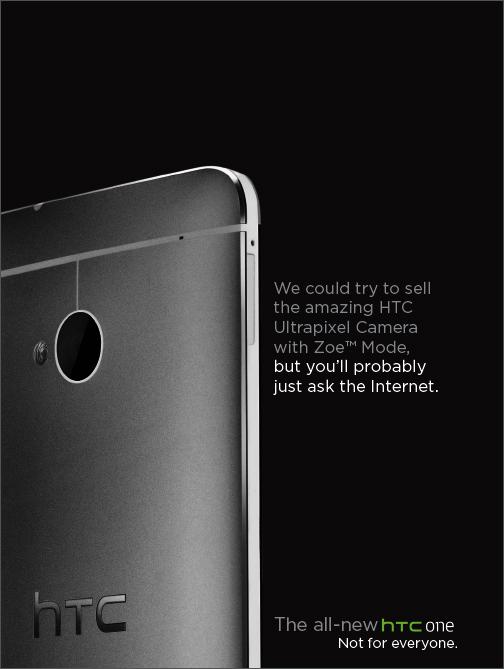 We could try to sell
the amazing HTC
Ultrapixel Camera
with Zoe™ Mode,
but you'll probably
just ask the Internet.
hTC
The all-new hTC one
Not for everyone.